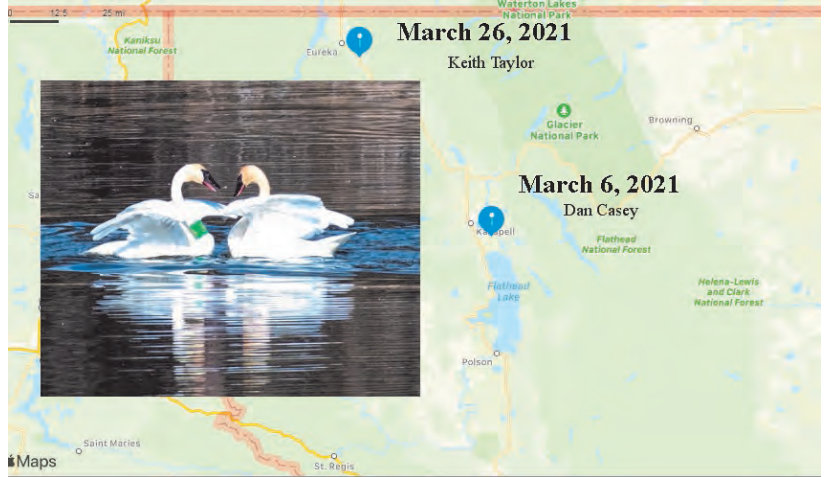 Waterton Lakes
National Park
0 12.5 25 mi
March 26, 2021
Keith Taylor
Kaniksu
National Forest
Eureka
Glacier
National Park
Browning
March 6, 2021
Dan Casey
Flathead
National Forest
Flathead
Lake
Helena-Lewis
and Clark
National Forest
Polson
Saint Maries
Maps
St. Regis